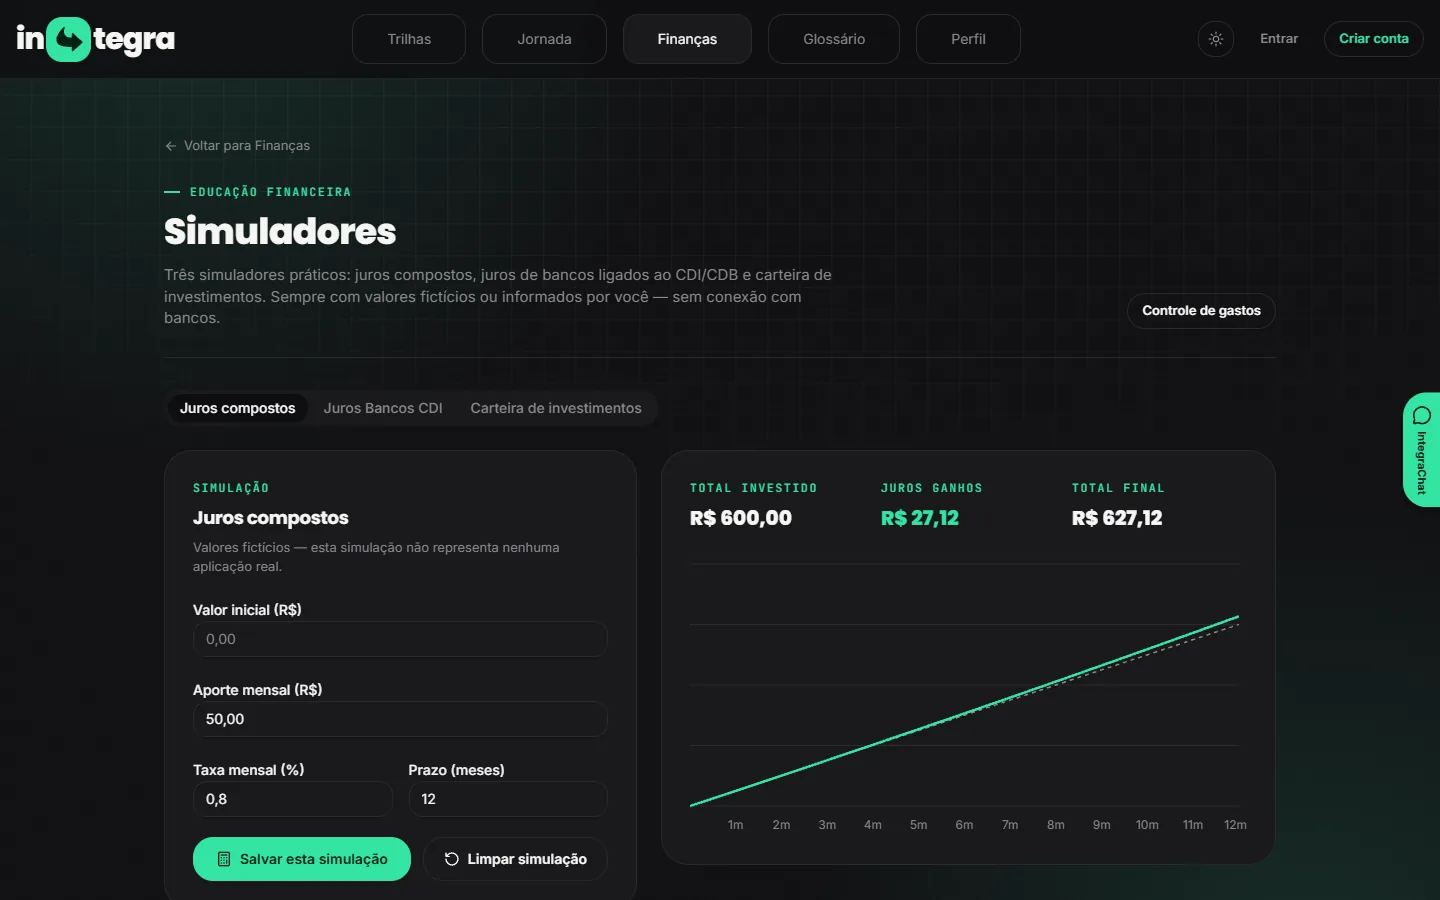 in tegra
Trilhas
Jornada
Finanças
Glossário
Perfil
Entrar
Criar conta
Voltar para Finanças
EDUCAÇÃO FINANCEIRA
Simuladores
Três simuladores práticos: juros compostos, juros de bancos ligados ao CDI/CDB e carteira de
investimentos. Sempre com valores fictícios ou informados por você — sem conexão com
bancos.
Controle de gastos
Juros compostos
Juros Bancos CDI
Carteira de investimentos
SIMULAÇÃO
Juros compostos
Valores fictícios — esta simulação não representa nenhuma
aplicação real.
Valor inicial (R$)
0,00
Aporte mensal (R$)
50,00
Taxa mensal (%)
0,8
Prazo (meses)
12
Salvar esta simulação
Limpar simulação
TOTAL INVESTIDO
R$ 600,00
JUROS GANHOS
R$ 27,12
TOTAL FINAL
R$ 627,12
1m 2m 3m 4m 5m 6m 7m 8m 9m 10m 11m 12m
IntegraChat